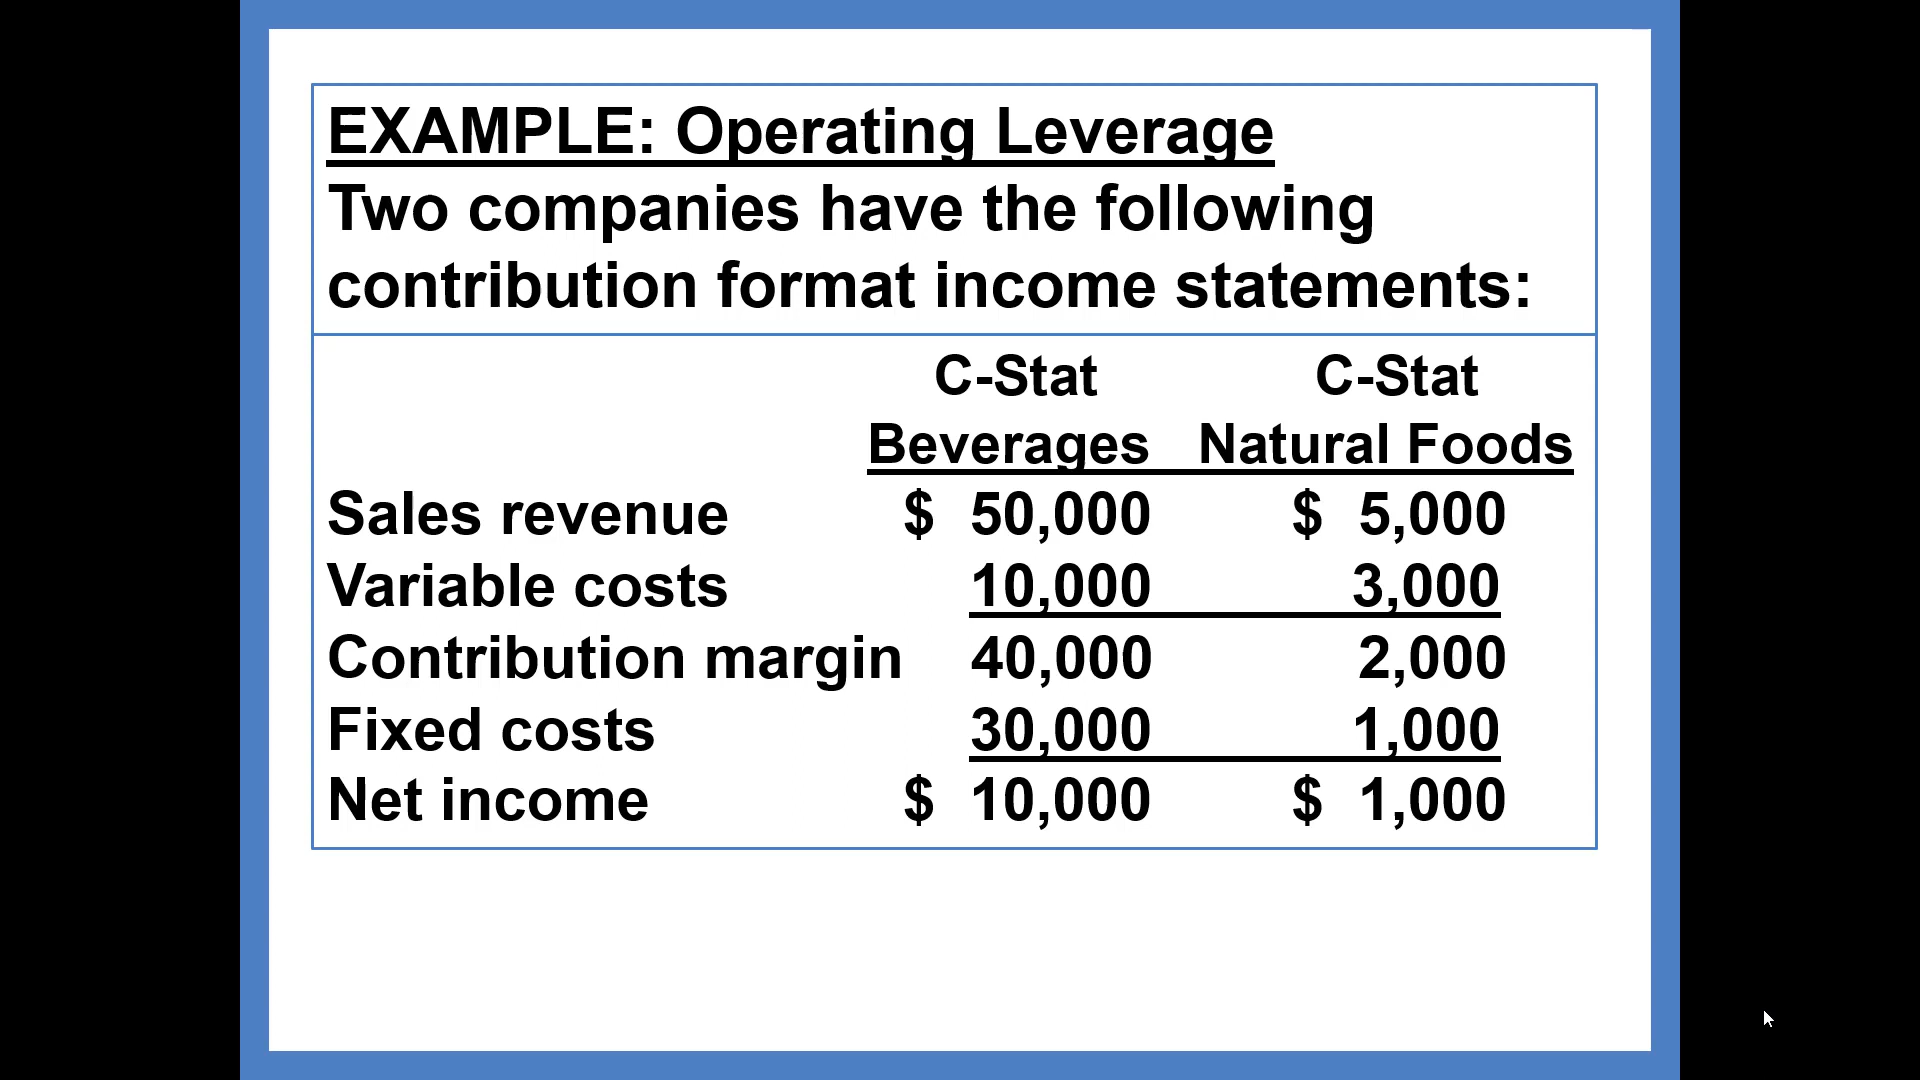 EXAMPLE: Operating Leverage
Two companies have the following
contribution format income statements:
C-Stat C-Stat
Beverages Natural Foods
Sales revenue $ 50,000 $ 5,000
Variable costs 10,000 3,000
Contribution margin 40,000 2,000
Fixed costs 30,000 1,000
Net income $ 10,000 $ 1,000